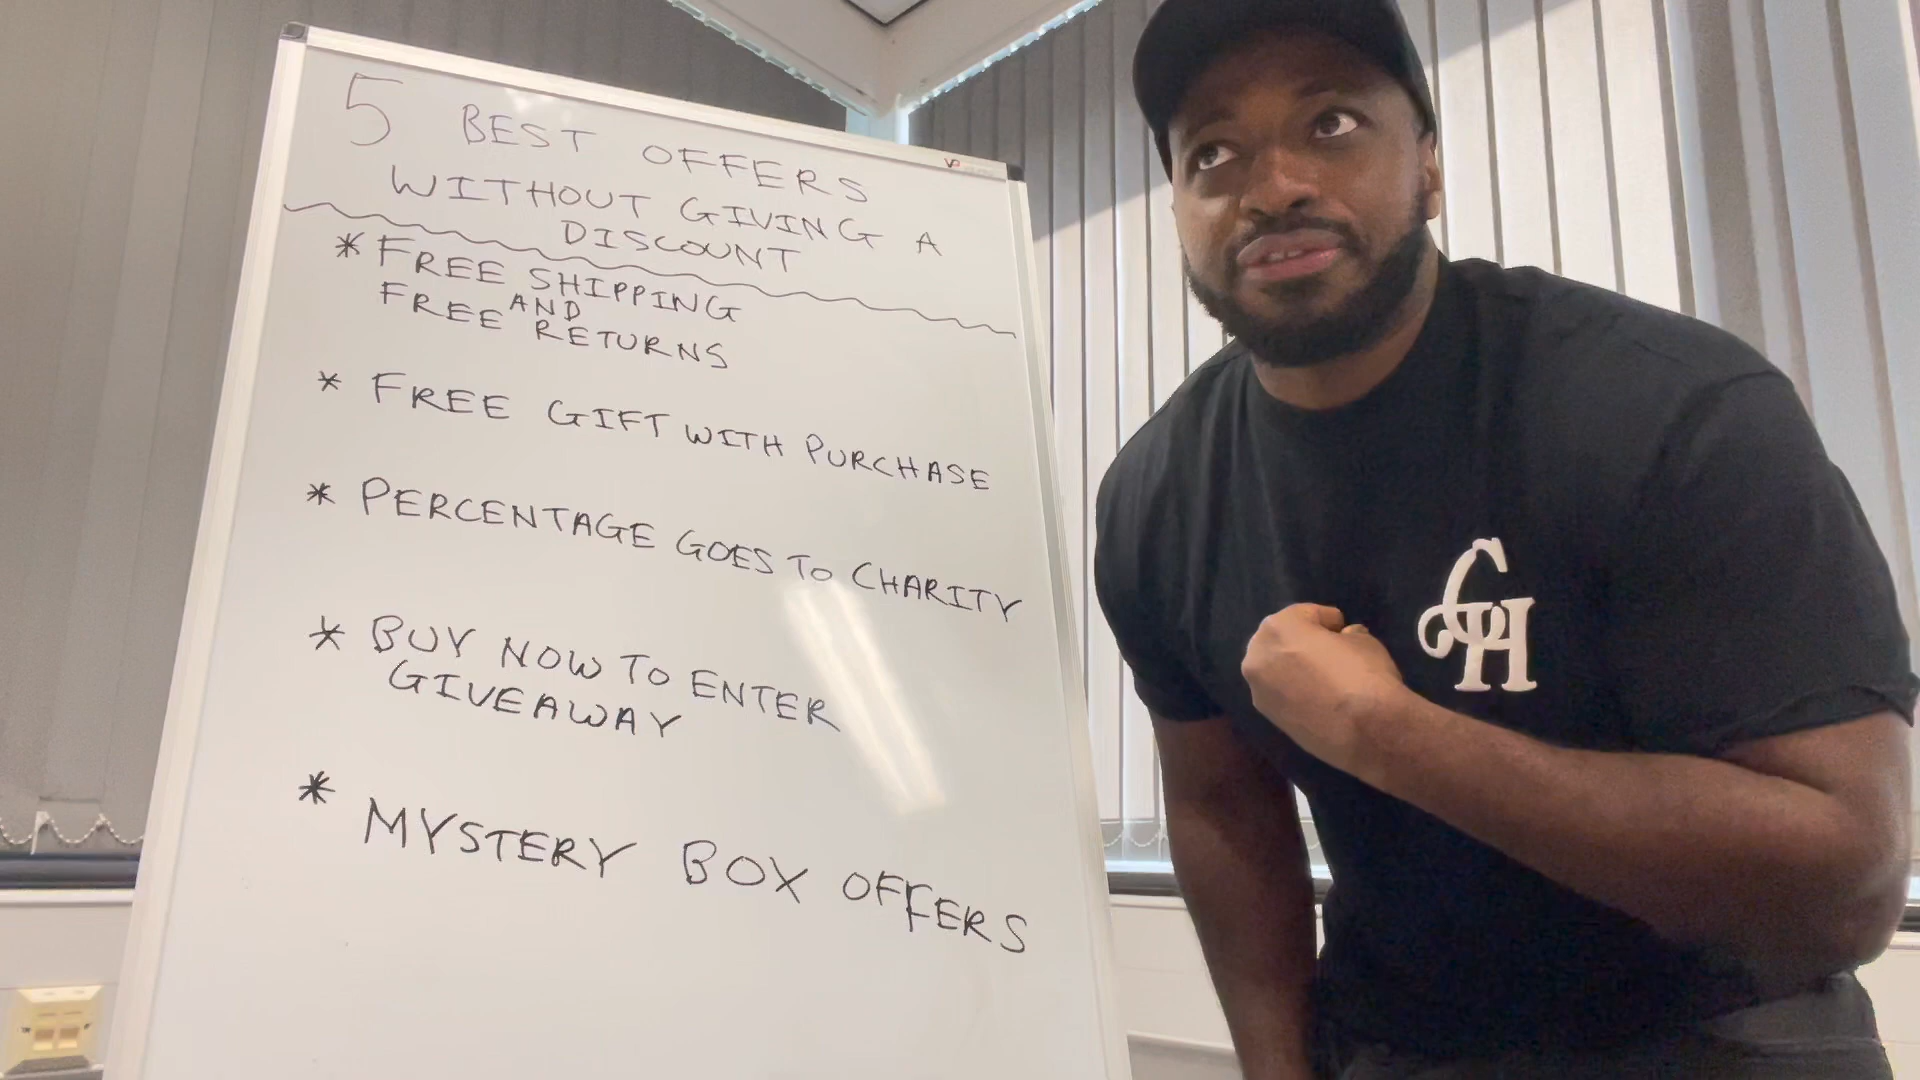 5 BEST OFFERS
WITHOUT GIVING A
DISCOUNT
* FREE SHIPPING
AND
FREE RETURNS
* FREE GIFT WITH PURCHASE
* PERCENTAGE GOES TO CHARITY
* BUY NOW TO ENTER
GIVEAWAY
* MYSTERY BOX OFFERS
GH